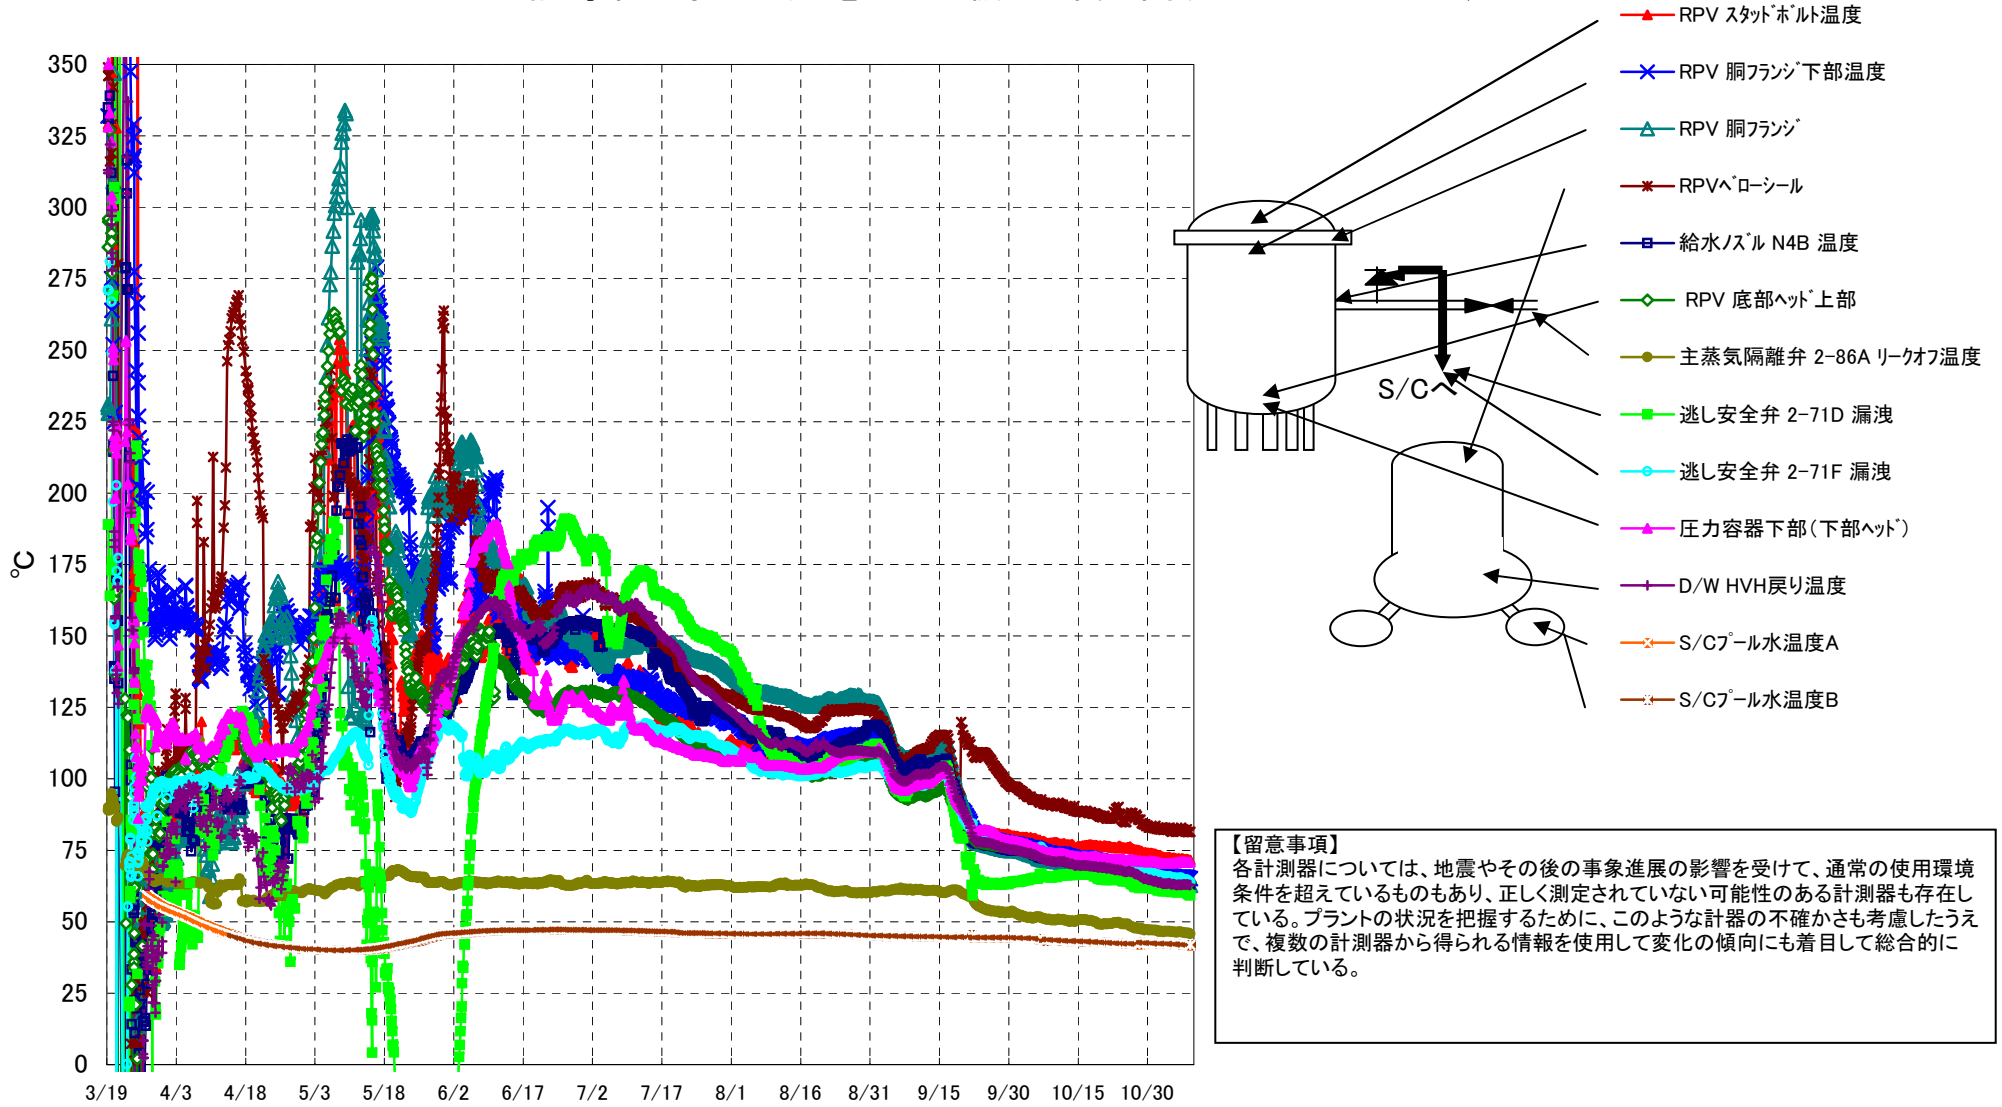 RPV スタッドボルト温度
RPV 胴フランジ下部温度
RPV 胴フランジ
RPVベローシール
給水ノズル N4B 温度
RPV 底部ヘッド上部
主蒸気隔離弁 2-86A リークオフ温度
逃し安全弁 2-71D 漏洩
逃し安全弁 2-71F 漏洩
圧力容器下部(下部ヘッド)
D/W HVH戻り温度
S/Cプール水温度A
S/Cプール水温度B
S/Cへ
℃
350
325
300
275
250
225
200
175
150
125
100
75
50
25
0
3/19 4/3 4/18 5/3 5/18 6/2 6/17 7/2 7/17 8/1 8/16 8/31 9/15 9/30 10/15 10/30
【留意事項】
各計測器については、地震やその後の事象進展の影響を受けて、通常の使用環境
条件を超えているものもあり、正しく測定されていない可能性のある計測器も存在し
ている。プラントの状況を把握するために、このような計器の不確かさも考慮したうえ
で、複数の計測器から得られる情報を使用して変化の傾向にも着目して総合的に
判断している。